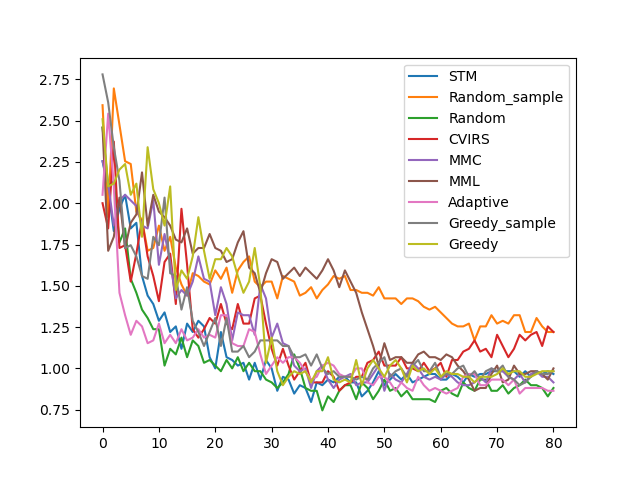 2.75
2.50
2.25
2.00
1.75
1.50
1.25
1.00
0.75
0 10 20 30 40 50 60 70 80
STM
Random_sample
Random
CVIRS
MMC
MML
Adaptive
Greedy_sample
Greedy